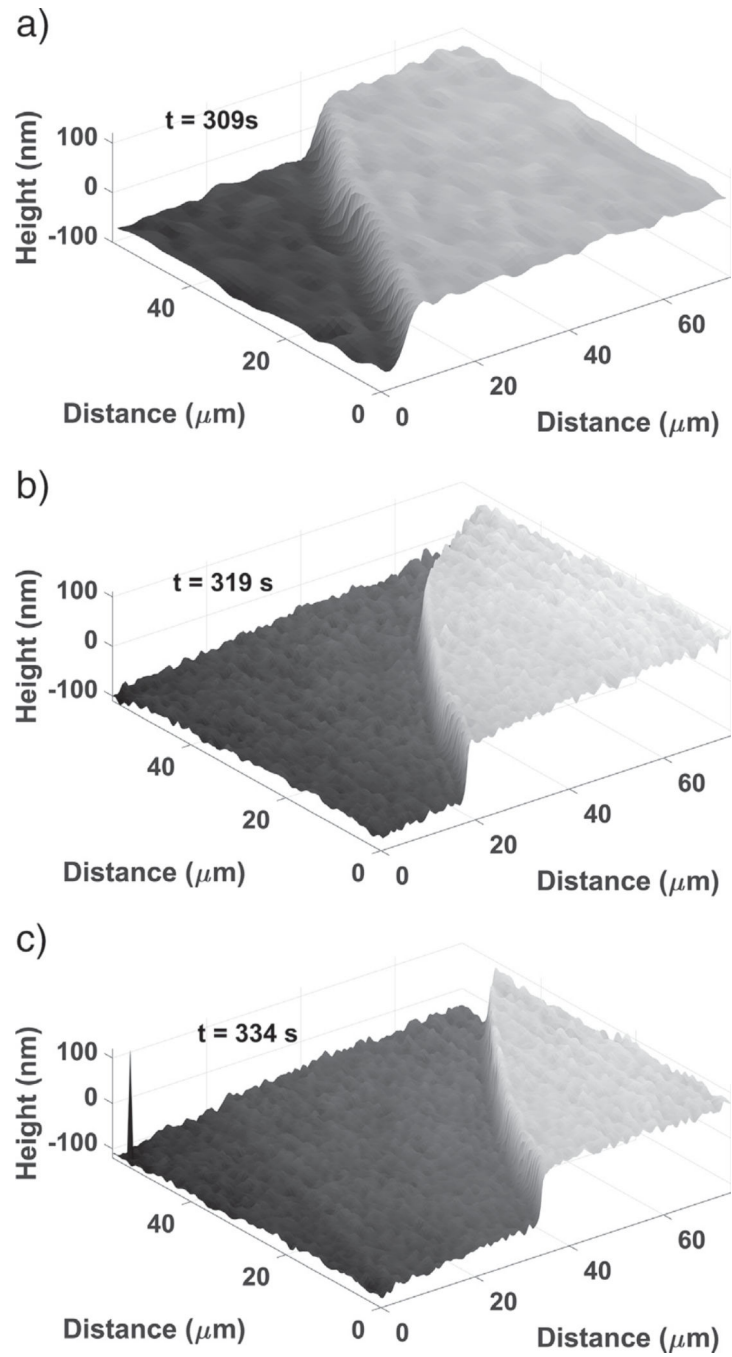 a)
t = 309s
Height (nm)
100
0
-100
40
20
0
0
20
40
60
Distance (μm)
Distance (μm)
b)
t = 319 s
Height (nm)
100
0
-100
40
20
0
0
20
40
60
Distance (μm)
Distance (μm)
c)
t = 334 s
Height (nm)
100
0
-100
40
20
0
0
20
40
60
Distance (μm)
Distance (μm)